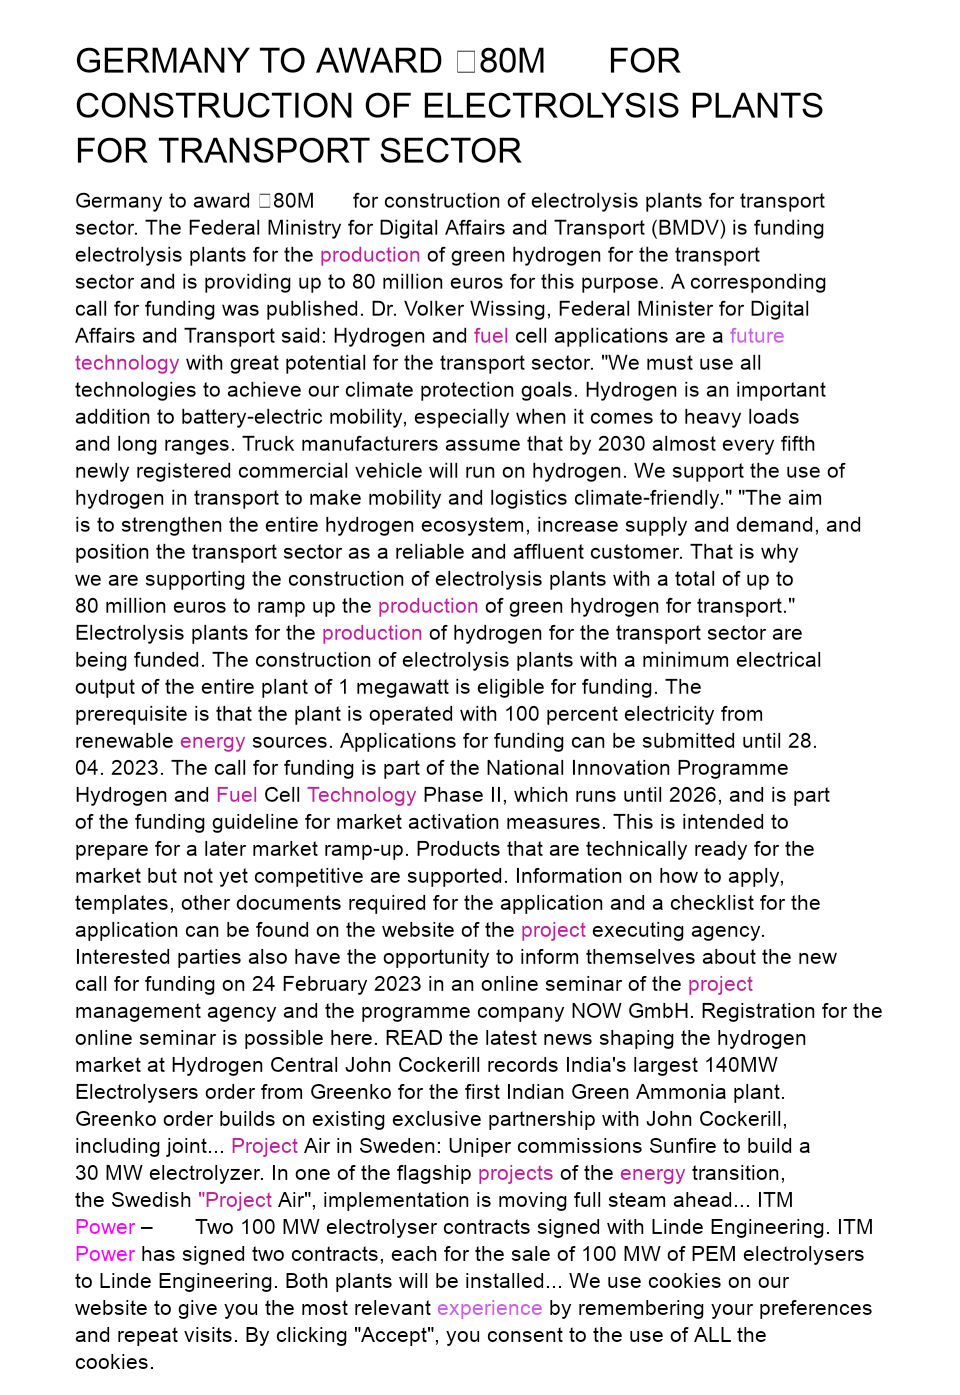 GERMANY TO AWARD 80M FOR
CONSTRUCTION OF ELECTROLYSIS PLANTS
FOR TRANSPORT SECTOR
Germany to award 80M for construction of electrolysis plants for transport
sector. The Federal Ministry for Digital Affairs and Transport (BMDV) is funding
electrolysis plants for the production of green hydrogen for the transport
sector and is providing up to 80 million euros for this purpose. A corresponding
call for funding was published. Dr. Volker Wissing, Federal Minister for Digital
Affairs and Transport said: Hydrogen and fuel cell applications are a future
technology with great potential for the transport sector. "We must use all
technologies to achieve our climate protection goals. Hydrogen is an important
addition to battery-electric mobility, especially when it comes to heavy loads
and long ranges. Truck manufacturers assume that by 2030 almost every fifth
newly registered commercial vehicle will run on hydrogen. We support the use of
hydrogen in transport to make mobility and logistics climate-friendly." "The aim
is to strengthen the entire hydrogen ecosystem, increase supply and demand, and
position the transport sector as a reliable and affluent customer. That is why
we are supporting the construction of electrolysis plants with a total of up to
80 million euros to ramp up the production of green hydrogen for transport."
Electrolysis plants for the production of hydrogen for the transport sector are
being funded. The construction of electrolysis plants with a minimum electrical
output of the entire plant of 1 megawatt is eligible for funding. The
prerequisite is that the plant is operated with 100 percent electricity from
renewable energy sources. Applications for funding can be submitted until 28.
04. 2023. The call for funding is part of the National Innovation Programme
Hydrogen and Fuel Cell Technology Phase II, which runs until 2026, and is part
of the funding guideline for market activation measures. This is intended to
prepare for a later market ramp-up. Products that are technically ready for the
market but not yet competitive are supported. Information on how to apply,
templates, other documents required for the application and a checklist for the
application can be found on the website of the project executing agency.
Interested parties also have the opportunity to inform themselves about the new
call for funding on 24 February 2023 in an online seminar of the project
management agency and the programme company NOW GmbH. Registration for the
online seminar is possible here. READ the latest news shaping the hydrogen
market at Hydrogen Central John Cockerill records India's largest 140MW
Electrolysers order from Greenko for the first Indian Green Ammonia plant.
Greenko order builds on existing exclusive partnership with John Cockerill,
including joint... Project Air in Sweden: Uniper commissions Sunfire to build a
30 MW electrolyzer. In one of the flagship projects of the energy transition,
the Swedish "Project Air", implementation is moving full steam ahead... ITM
Power – Two 100 MW electrolyser contracts signed with Linde Engineering. ITM
Power has signed two contracts, each for the sale of 100 MW of PEM electrolysers
to Linde Engineering. Both plants will be installed... We use cookies on our
website to give you the most relevant experience by remembering your preferences
and repeat visits. By clicking "Accept", you consent to the use of ALL the
cookies.